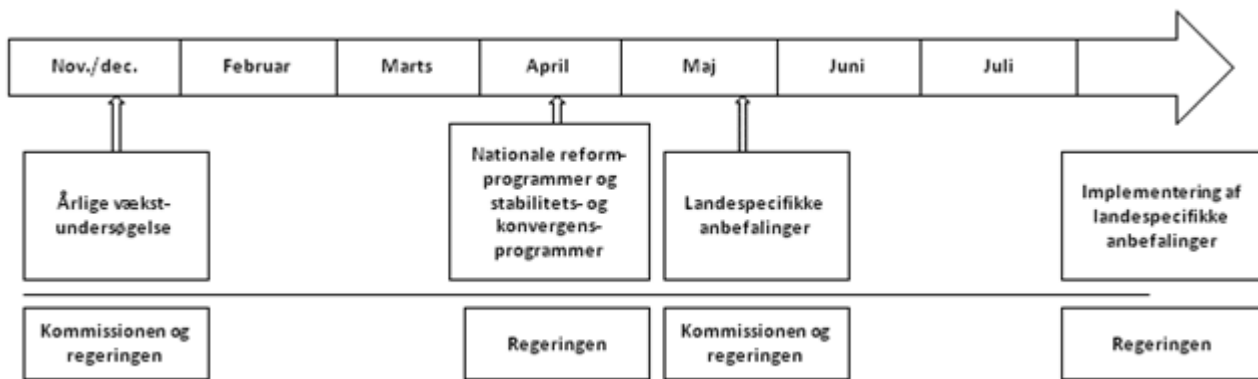 Nov./dec.
Februar
Marts
April
Maj
Juni
Juli
Årlige vækst-
undersøgelse
Nationale reform-
programmer og
stabilitets- og
konvergens-
programmer
Landespecifikke
anbefalinger
Implementering af
landespecifikke
anbefalinger
Kommissionen og
regeringen
Regeringen
Kommissionen og
regeringen
Regeringen